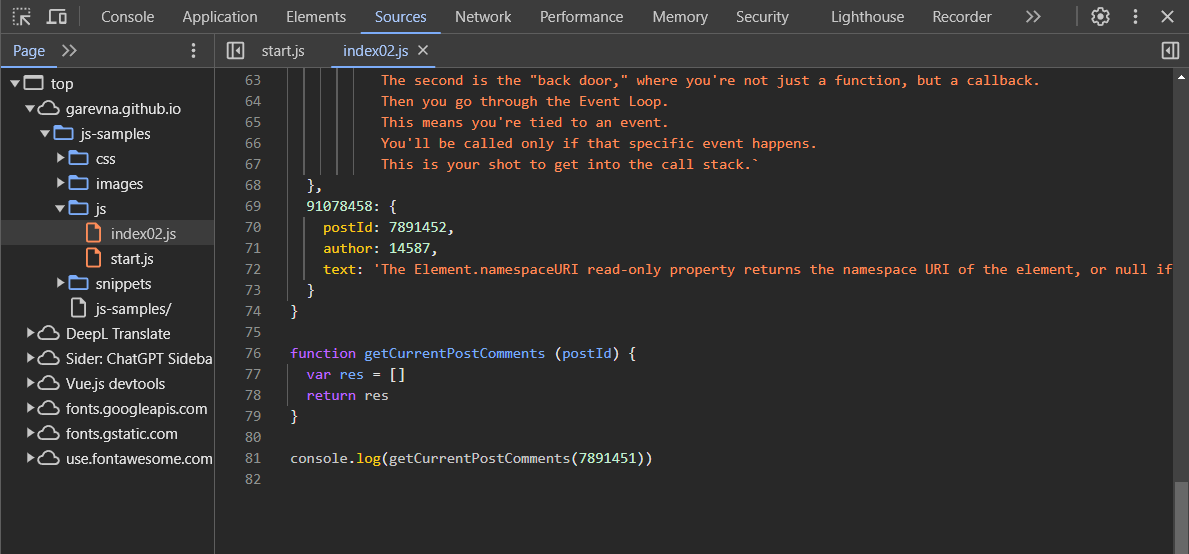 Console Application Elements Sources Network Performance Memory Security Lighthouse Recorder
Page start.js index02.js
top
garevna.github.io
js-samples
css
images
js
index02.js
start.js
snippets
js-samples/
DeepL Translate
Sider: ChatGPT Sideba
Vue.js devtools
fonts.googleapis.com
fonts.gstatic.com
use.fontawesome.com
63 The second is the "back door," where you're not just a function, but a callback.
64 Then you go through the Event Loop.
65 This means you're tied to an event.
66 You'll be called only if that specific event happens.
67 This is your shot to get into the call stack.`
68 },
69 91078458: {
70 postId: 7891452,
71 author: 14587,
72 text: 'The Element.namespaceURI read-only property returns the namespace URI of the element, or null if
73 }
74 }
75
76 function getCurrentPostComments (postId) {
77 var res = []
78 return res
79 }
80
81 console.log(getCurrentPostComments(7891451))
82